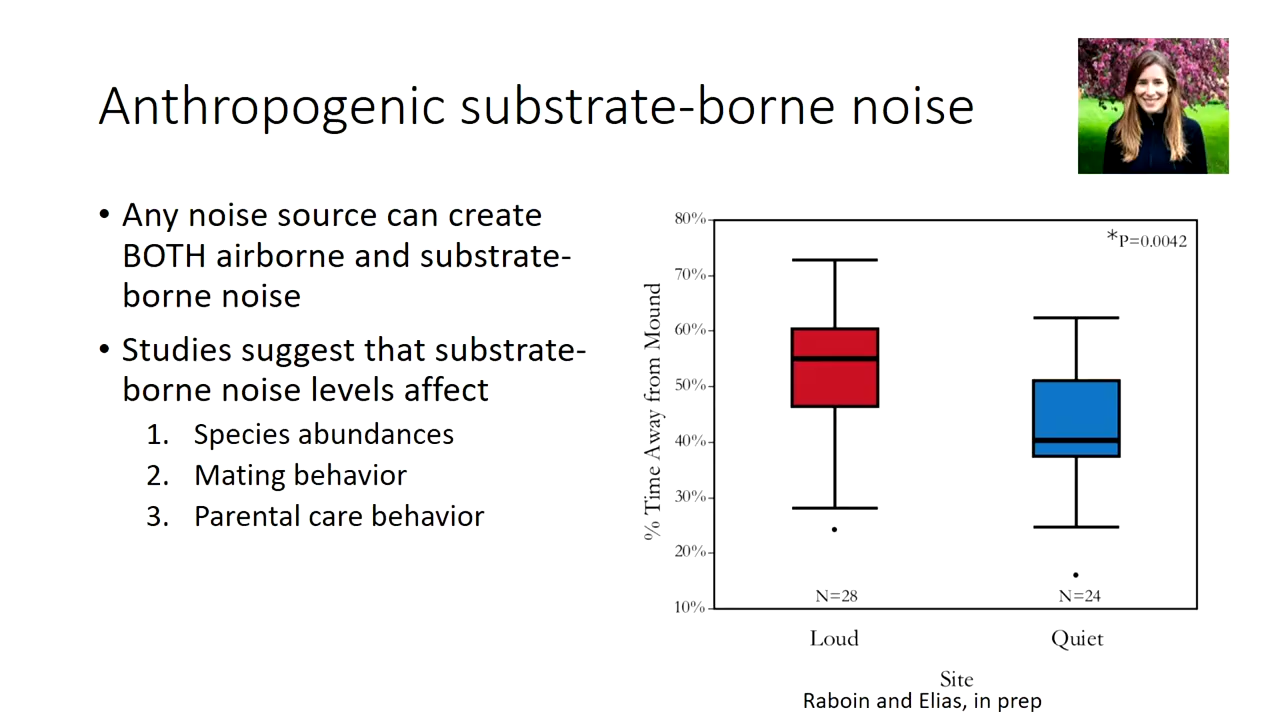 Anthropogenic substrate-borne noise
• Any noise source can create
BOTH airborne and substrate-
borne noise
• Studies suggest that substrate-
borne noise levels affect
1. Species abundances
2. Mating behavior
3. Parental care behavior
% Time Away from Mound
80%
70%
60%
50%
40%
30%
20%
10%
*P=0.0042
N=28
N=24
Loud
Quiet
Site
Raboin and Elias, in prep